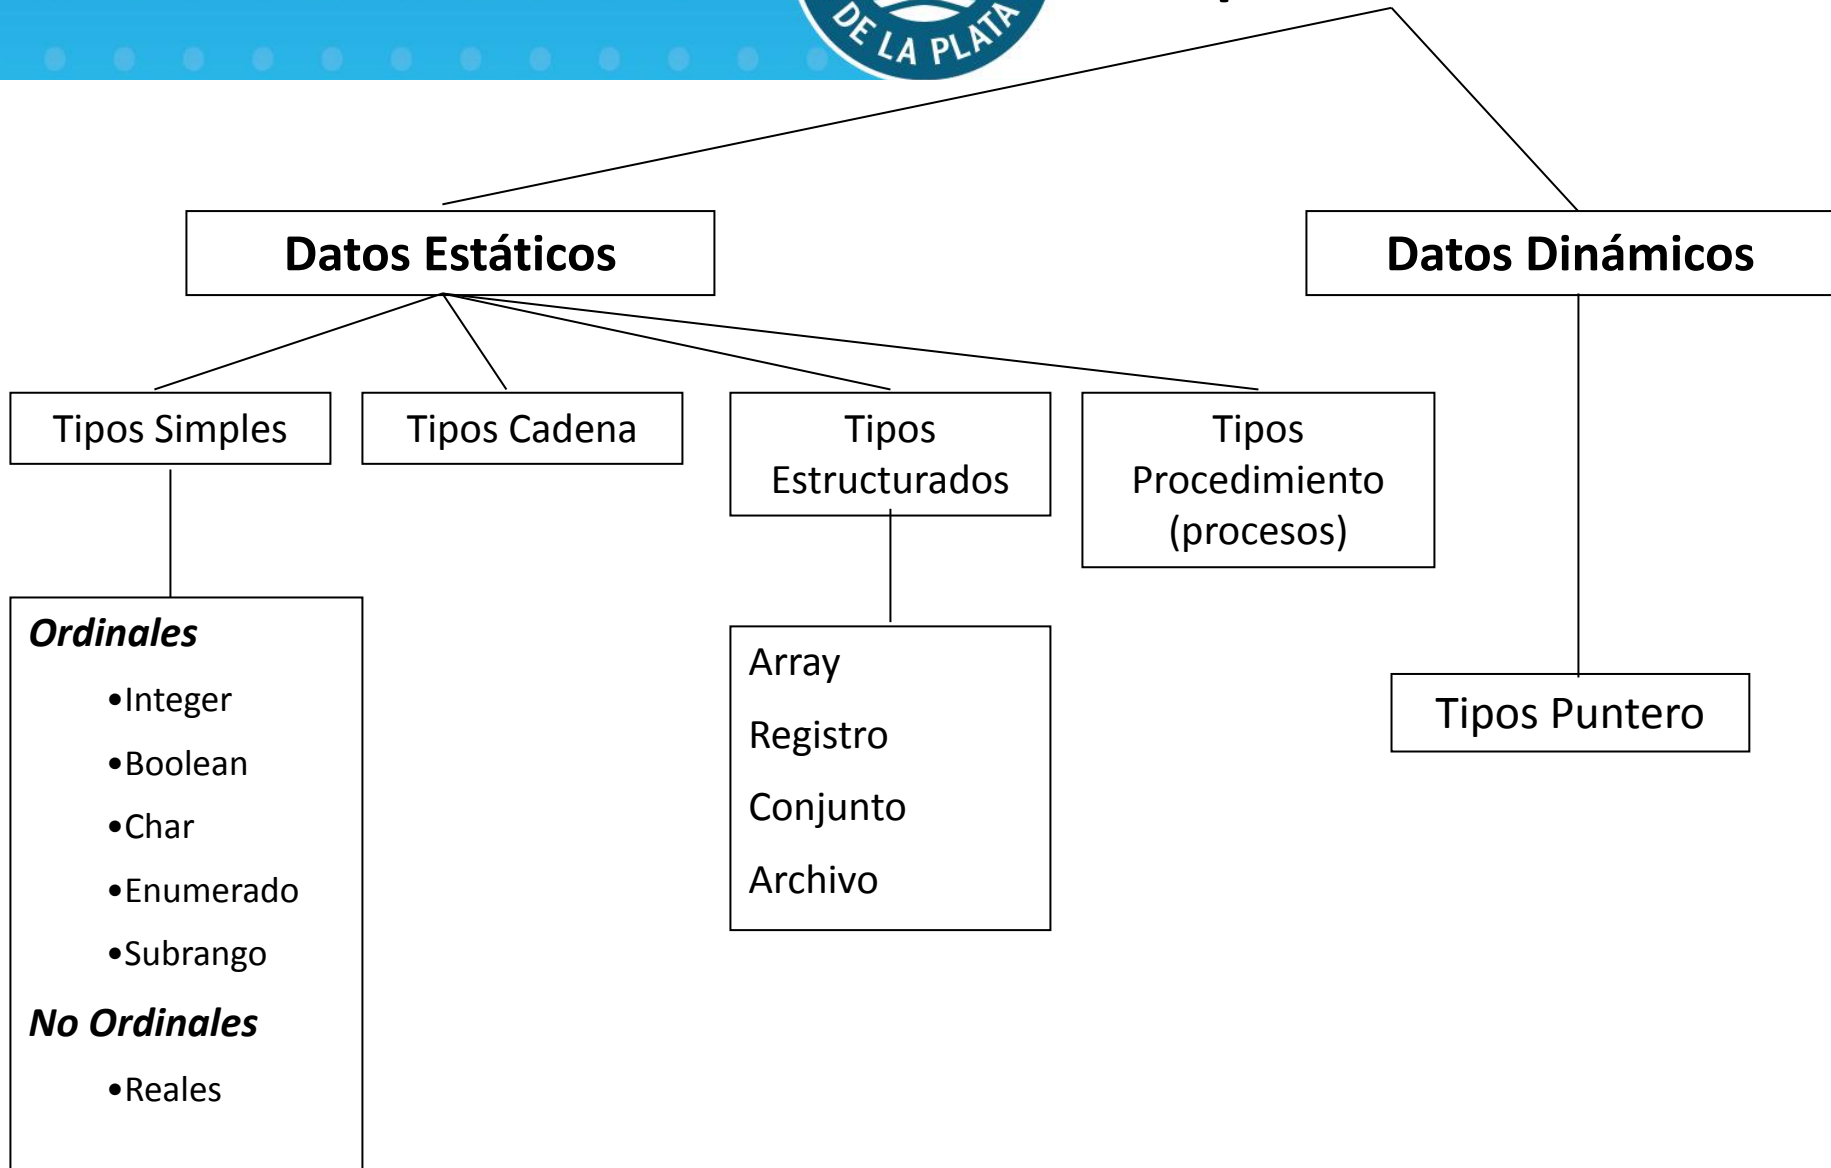 DE LA PLATA
Datos Estáticos
Datos Dinámicos
Tipos Simples
Tipos Cadena
Tipos
Estructurados
Tipos
Procedimiento
(procesos)
Ordinales
•Integer
•Boolean
•Char
•Enumerado
•Subrango
No Ordinales
•Reales
Array
Registro
Conjunto
Archivo
Tipos Puntero